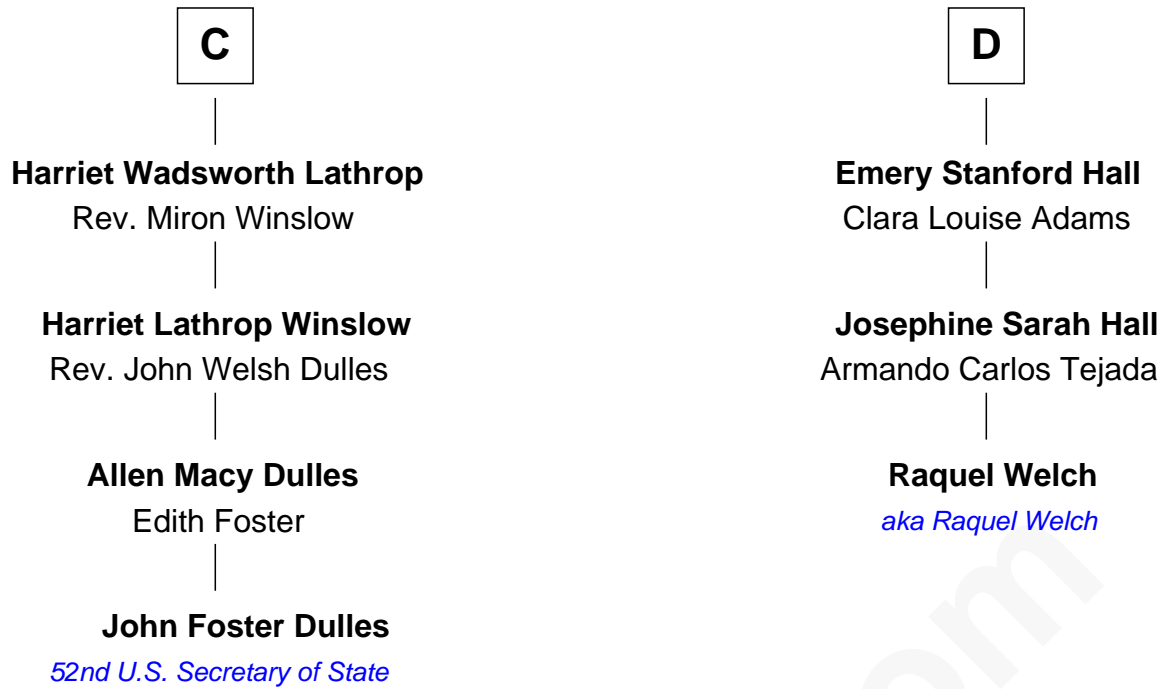 C
Harriet Wadsworth Lathrop
Rev. Miron Winslow
Harriet Lathrop Winslow
Rev. John Welsh Dulles
Allen Macy Dulles
Edith Foster
John Foster Dulles
52nd U.S. Secretary of State
D
Emery Stanford Hall
Clara Louise Adams
Josephine Sarah Hall
Armando Carlos Tejada
Raquel Welch
aka Raquel Welch
om